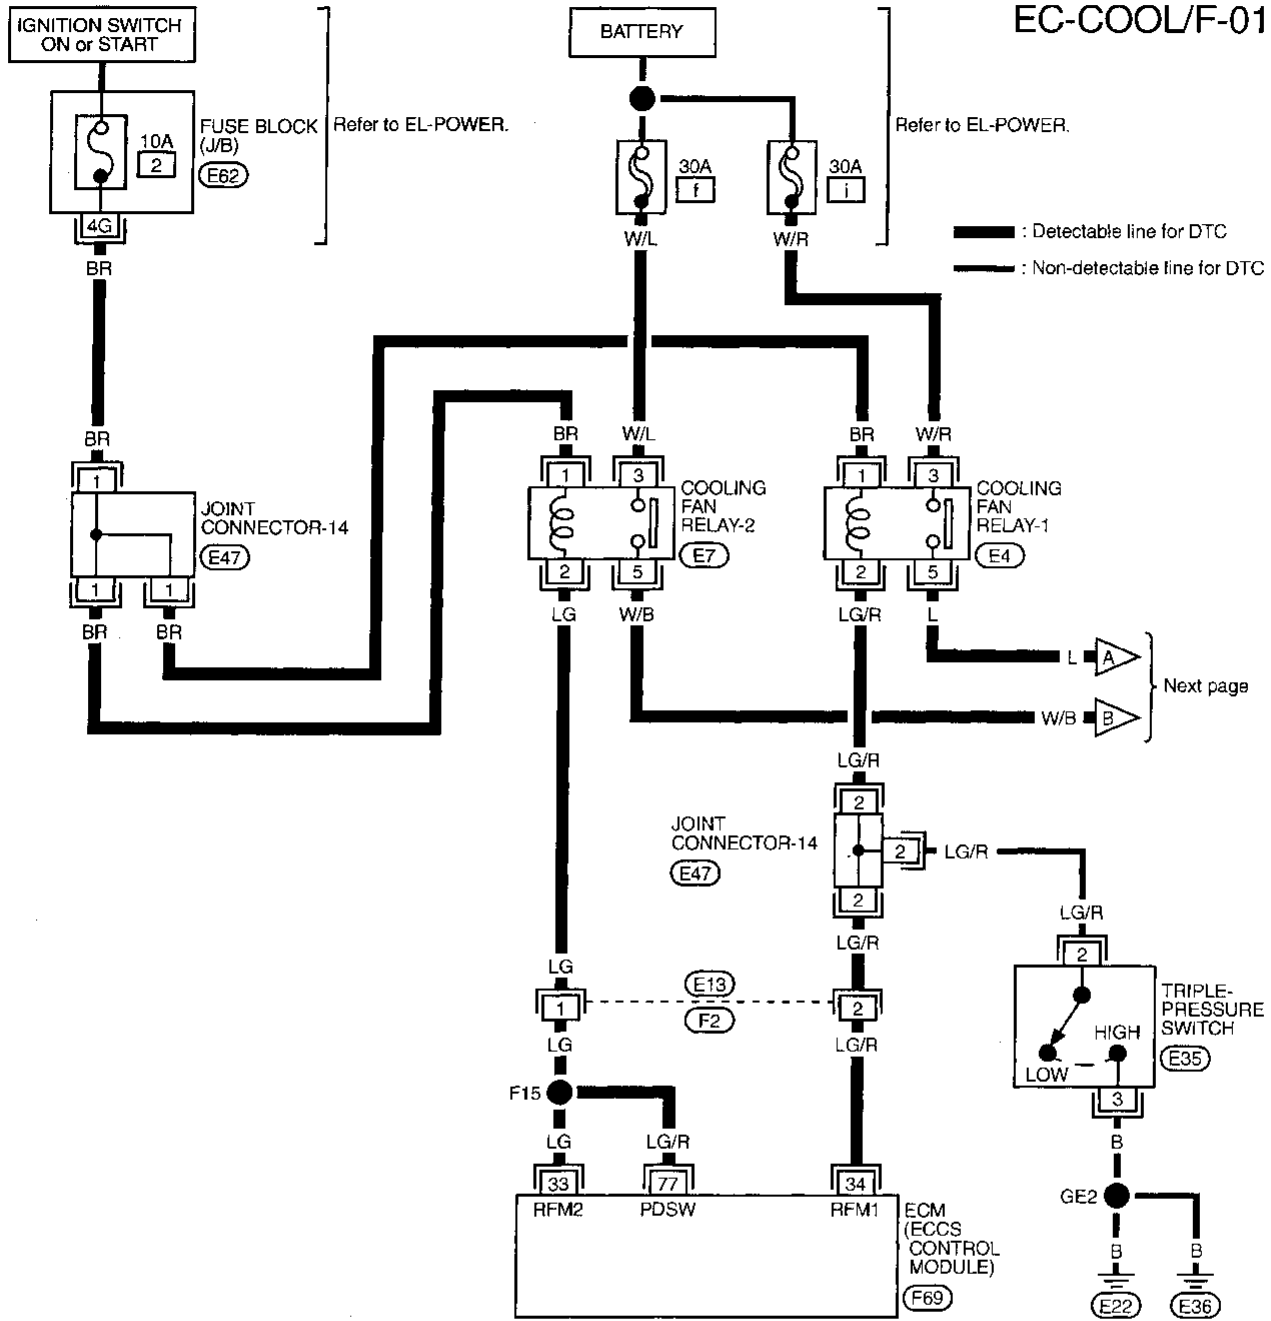 EC-COOL/F-01
IGNITION SWITCH
ON or START
BATTERY
FUSE BLOCK
(J/B)
E62
10A
2
Refer to EL-POWER.
30A
f
30A
i
Refer to EL-POWER.
4G
BR
W/L
W/R
: Detectable line for DTC
: Non-detectable line for DTC
BR
BR
W/L
BR
W/R
1
1
3
1
3
JOINT
CONNECTOR-14
E47
COOLING
FAN
RELAY-2
E7
COOLING
FAN
RELAY-1
E4
1
1
2
5
2
5
BR
BR
LG
W/B
LG/R
L
L
A
Next page
W/B
B
LG/R
2
JOINT
CONNECTOR-14
E47
2
LG/R
2
LG/R
LG/R
2
LG
E13
1
2
F2
LG
LG/R
TRIPLE-
PRESSURE
SWITCH
E35
HIGH
LOW
3
F15
B
LG
LG/R
GE2
33
77
34
RFM2
PDSW
RFM1
ECM
(ECCS
CONTROL
MODULE)
F69
B
B
E22
E36